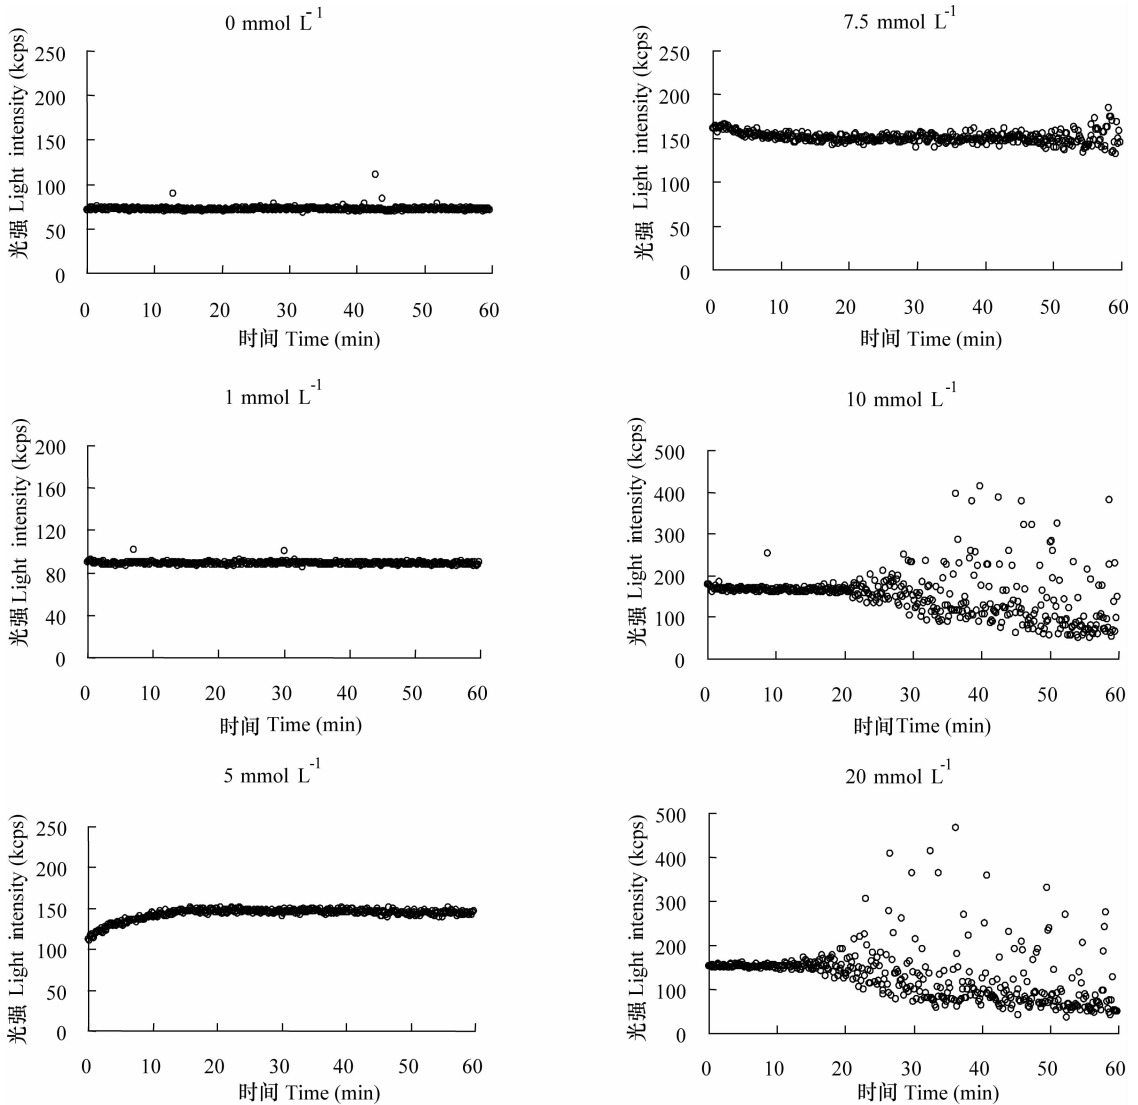 0 mmol L-1
光强 Light intensity (kcps)
250
200
150
100
50
0
0 10 20 30 40 50 60
时间 Time (min)
7.5 mmol L-1
光强 Light intensity (kcps)
250
200
150
100
50
0
0 10 20 30 40 50 60
时间 Time (min)
1 mmol L-1
光强 Light intensity (kcps)
200
160
120
80
40
0
0 10 20 30 40 50 60
时间 Time (min)
10 mmol L-1
光强 Light intensity (kcps)
500
400
300
200
100
0
0 10 20 30 40 50 60
时间Time (min)
5 mmol L-1
光强 Light intensity (kcps)
250
200
150
100
50
0
0 10 20 30 40 50 60
时间 Time (min)
20 mmol L-1
光强 Light intensity (kcps)
500
400
300
200
100
0
0 10 20 30 40 50 60
时间 Time (min)